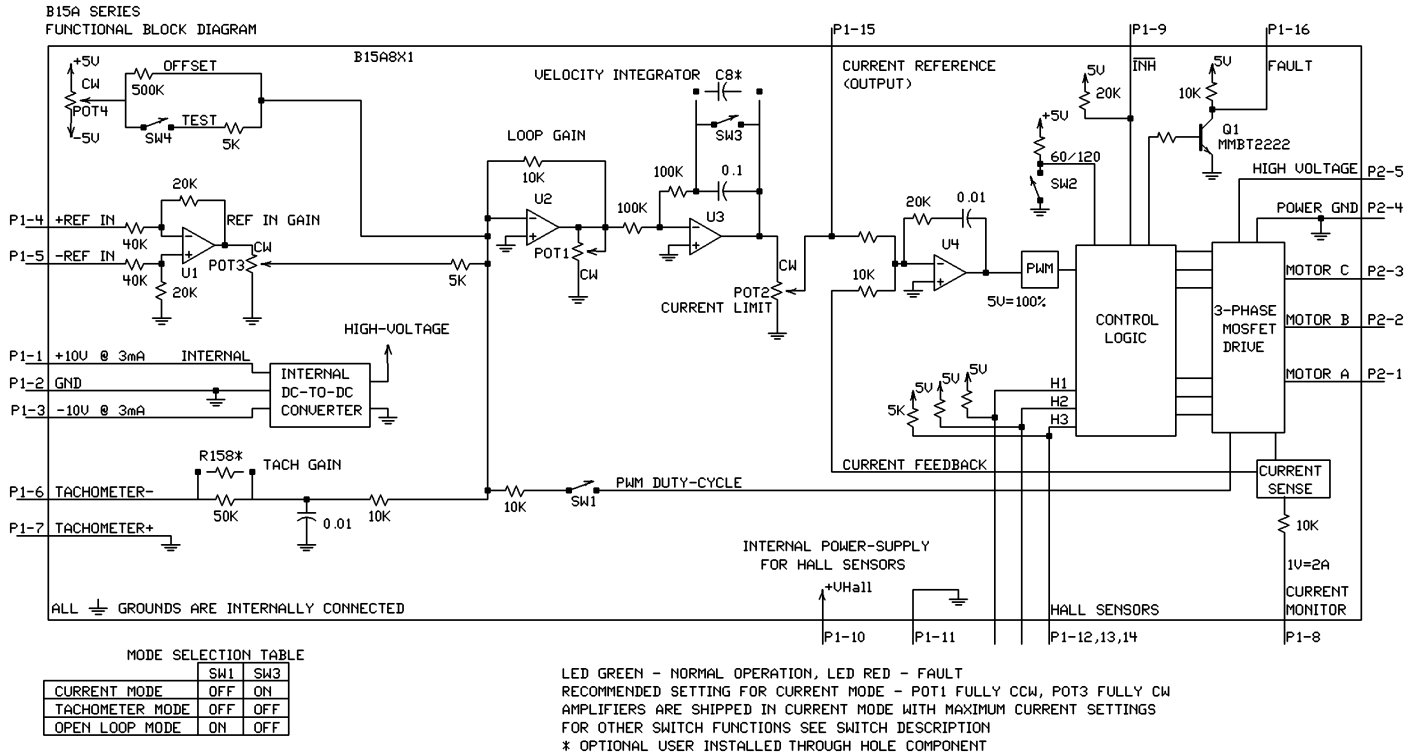 B15A SERIES
FUNCTIONAL BLOCK DIAGRAM
P1-15
P1-9
P1-16
B15A8X1
+5V
CW
POT4
-5V
OFFSET
500K
TEST
SW4
5K
VELOCITY INTEGRATOR
C8*
SW3
CURRENT REFERENCE
(OUTPUT)
5V
INH
20K
5V
FAULT
10K
Q1
MMBT2222
LOOP GAIN
10K
U2
100K
0.1
100K
U3
+5V
60/120
SW2
HIGH VOLTAGE
P2-5
P1-4
+REF IN
20K
REF IN GAIN
40K
P1-5
-REF IN
U1
40K
20K
CW
POT3
5K
POT1
CW
CW
POT2
CURRENT LIMIT
20K
0.01
U4
10K
PWM
5V=100%
POWER GND
P2-4
MOTOR C
P2-3
MOTOR B
P2-2
MOTOR A
P2-1
CONTROL
LOGIC
3-PHASE
MOSFET
DRIVE
HIGH-VOLTAGE
P1-1
+10V @ 3mA
INTERNAL
P1-2
GND
P1-3
-10V @ 3mA
INTERNAL
DC-TO-DC
CONVERTER
5V
5V
5V
5K
H1
H2
H3
R158*
TACH GAIN
P1-6
TACHOMETER-
50K
0.01
10K
P1-7
TACHOMETER+
10K
SW1
PWM DUTY-CYCLE
CURRENT FEEDBACK
CURRENT
SENSE
10K
1V=2A
CURRENT
MONITOR
INTERNAL POWER-SUPPLY
FOR HALL SENSORS
+VHall
ALL GROUNDS ARE INTERNALLY CONNECTED
HALL SENSORS
P1-10
P1-11
P1-12,13,14
P1-8
MODE SELECTION TABLE
SW1 SW3
CURRENT MODE OFF ON
TACHOMETER MODE OFF OFF
OPEN LOOP MODE ON OFF
LED GREEN - NORMAL OPERATION, LED RED - FAULT
RECOMMENDED SETTING FOR CURRENT MODE - POT1 FULLY CCW, POT3 FULLY CW
AMPLIFIERS ARE SHIPPED IN CURRENT MODE WITH MAXIMUM CURRENT SETTINGS
FOR OTHER SWITCH FUNCTIONS SEE SWITCH DESCRIPTION
* OPTIONAL USER INSTALLED THROUGH HOLE COMPONENT